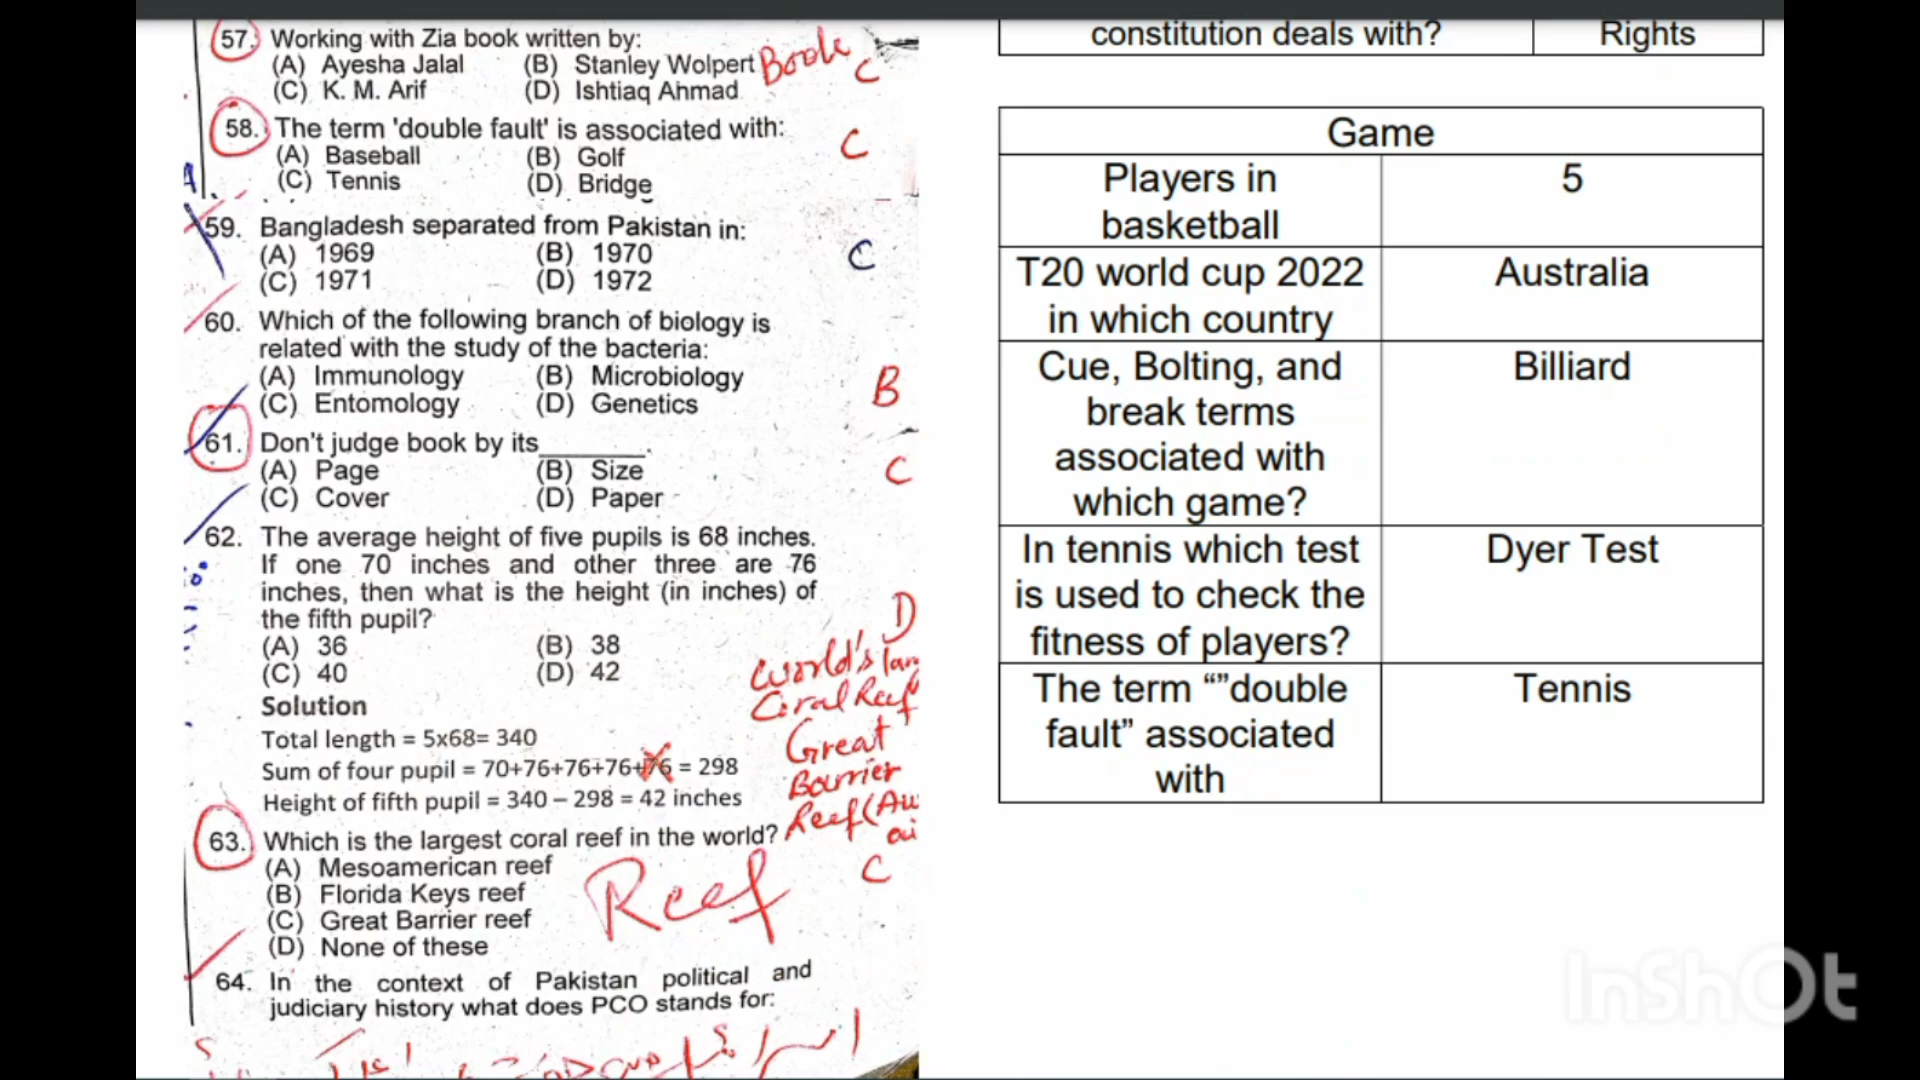 57. Working with Zia book written by:
(A) Ayesha Jalal (B) Stanley Wolpert
(C) K. M. Arif (D) Ishtiaq Ahmad
Book
C
58. The term 'double fault' is associated with:
(A) Baseball (B) Golf
(C) Tennis (D) Bridge
C
59. Bangladesh separated from Pakistan in:
(A) 1969 (B) 1970
(C) 1971 (D) 1972
C
60. Which of the following branch of biology is
related with the study of the bacteria:
(A) Immunology (B) Microbiology
(C) Entomology (D) Genetics
B
61. Don't judge book by its_______.
(A) Page (B) Size
(C) Cover (D) Paper
C
62. The average height of five pupils is 68 inches.
If one 70 inches and other three are 76
inches, then what is the height (in inches) of
the fifth pupil?
(A) 36 (B) 38
(C) 40 (D) 42
D
Solution
Total length = 5x68= 340
Sum of four pupil = 70+76+76+76+76 = 298
Height of fifth pupil = 340 – 298 = 42 inches
World's
Coral Reef
Great
Barrier
Reef
63. Which is the largest coral reef in the world?
(A) Mesoamerican reef
(B) Florida Keys reef
(C) Great Barrier reef
(D) None of these
Reef
C
64. In the context of Pakistan political and
judiciary history what does PCO stands for:
constitution deals with? Rights
Game
Players in 5
basketball
T20 world cup 2022 Australia
in which country
Cue, Bolting, and Billiard
break terms
associated with
which game?
In tennis which test Dyer Test
is used to check the
fitness of players?
The term “”double Tennis
fault” associated
with
InShOt